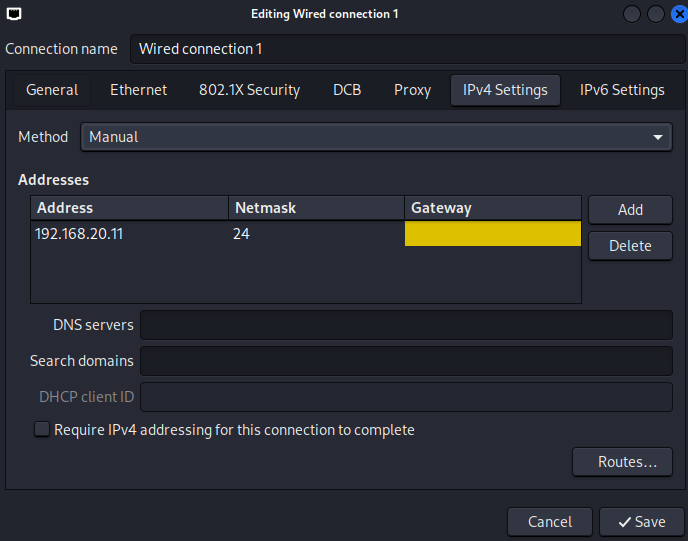 Editing Wired connection 1
Connection name Wired connection 1
General Ethernet 802.1X Security DCB Proxy IPv4 Settings IPv6 Settings
Method Manual
Addresses
Address Netmask Gateway Add
192.168.20.11 24 Delete
DNS servers
Search domains
DHCP client ID
Require IPv4 addressing for this connection to complete
Routes...
Cancel Save